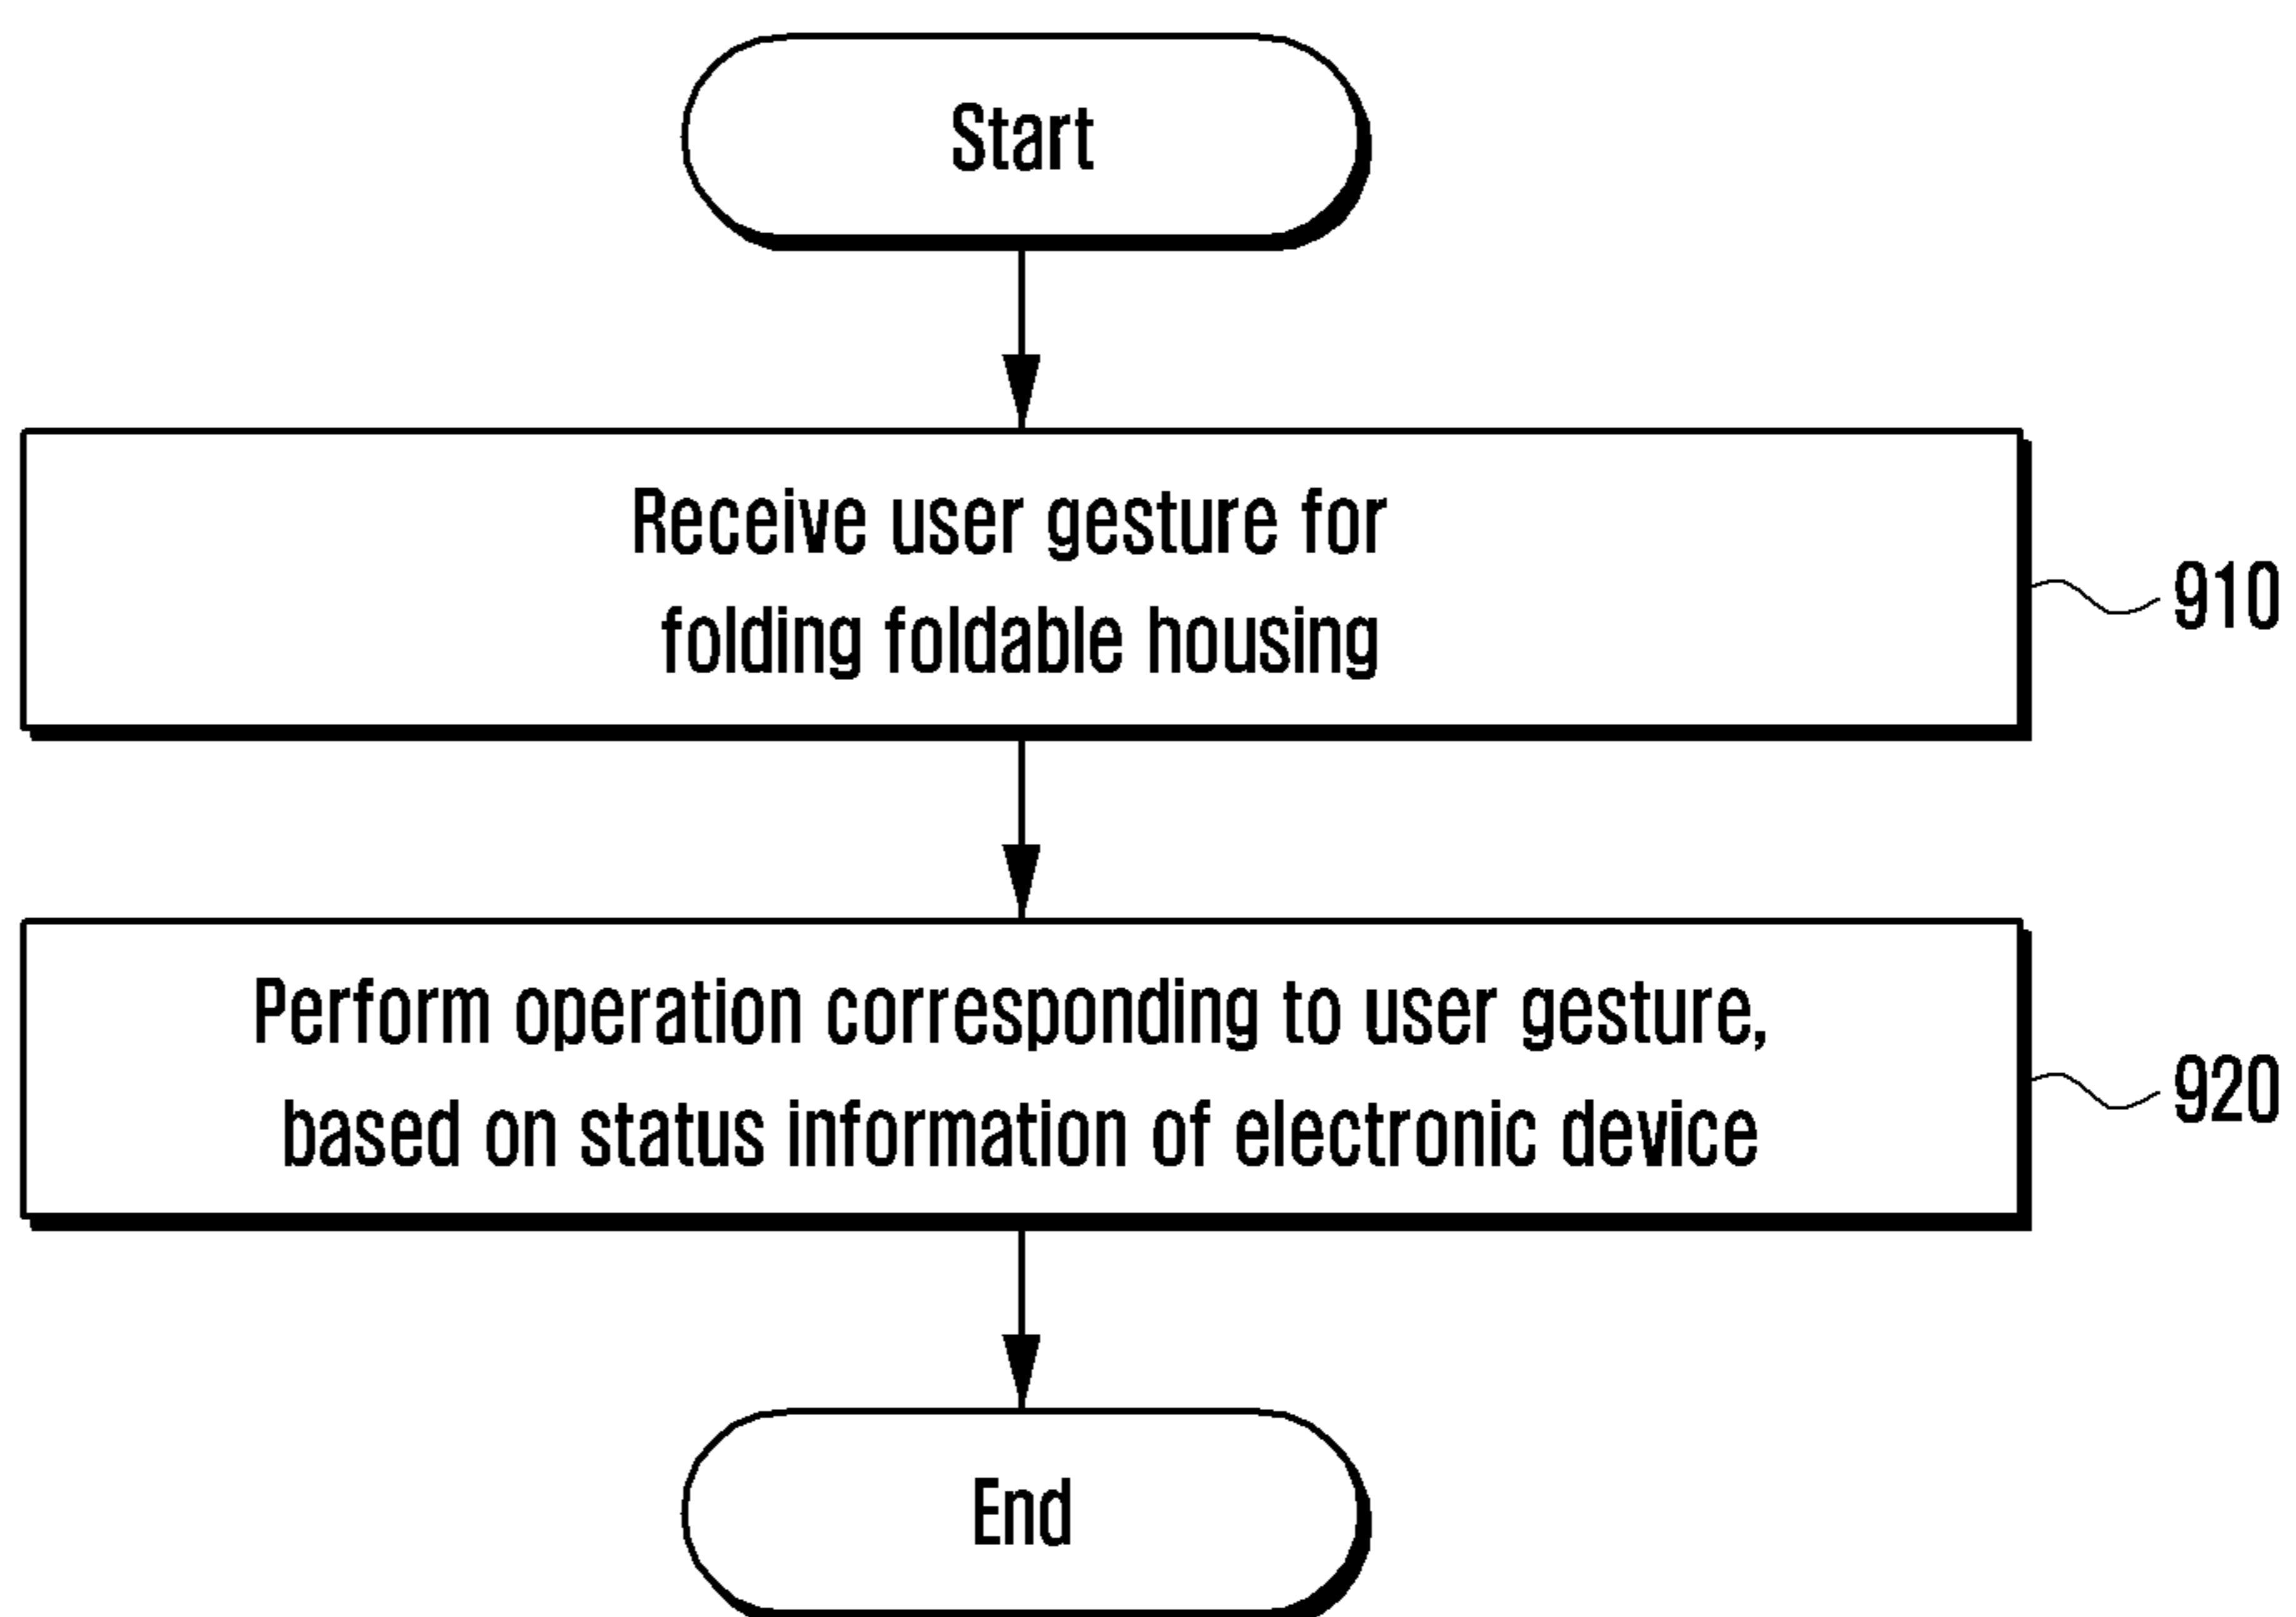 Start
Receive user gesture for
folding foldable housing
910
Perform operation corresponding to user gesture,
based on status information of electronic device
920
End